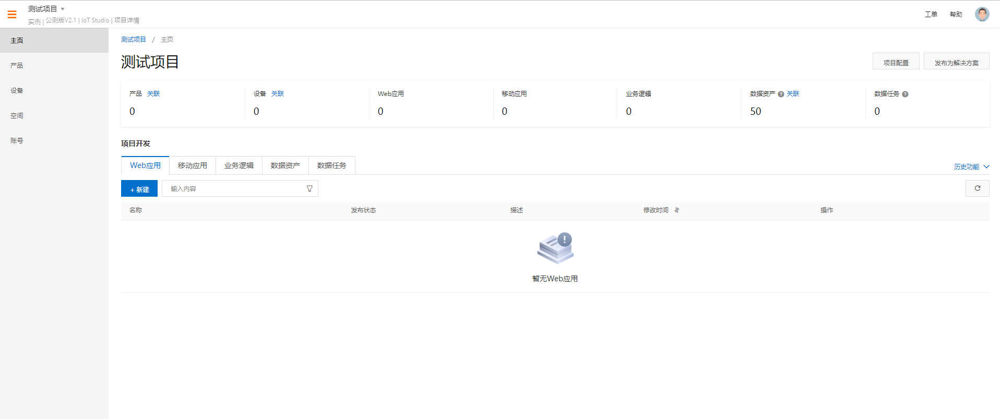 测试项目
实例 | 公测版V2.1 | IoT Studio | 项目详情
工单 帮助
主页
产品
设备
空间
账号
测试项目 / 主页
测试项目
项目配置 发布为解决方案
产品 关联 设备 关联 Web应用 移动应用 业务逻辑 数据资产 关联 数据任务
0 0 0 0 0 50 0
项目开发
Web应用 移动应用 业务逻辑 数据资产 数据任务 历史功能
+ 新建 输入内容
名称 发布状态 描述 修改时间 操作
暂无Web应用